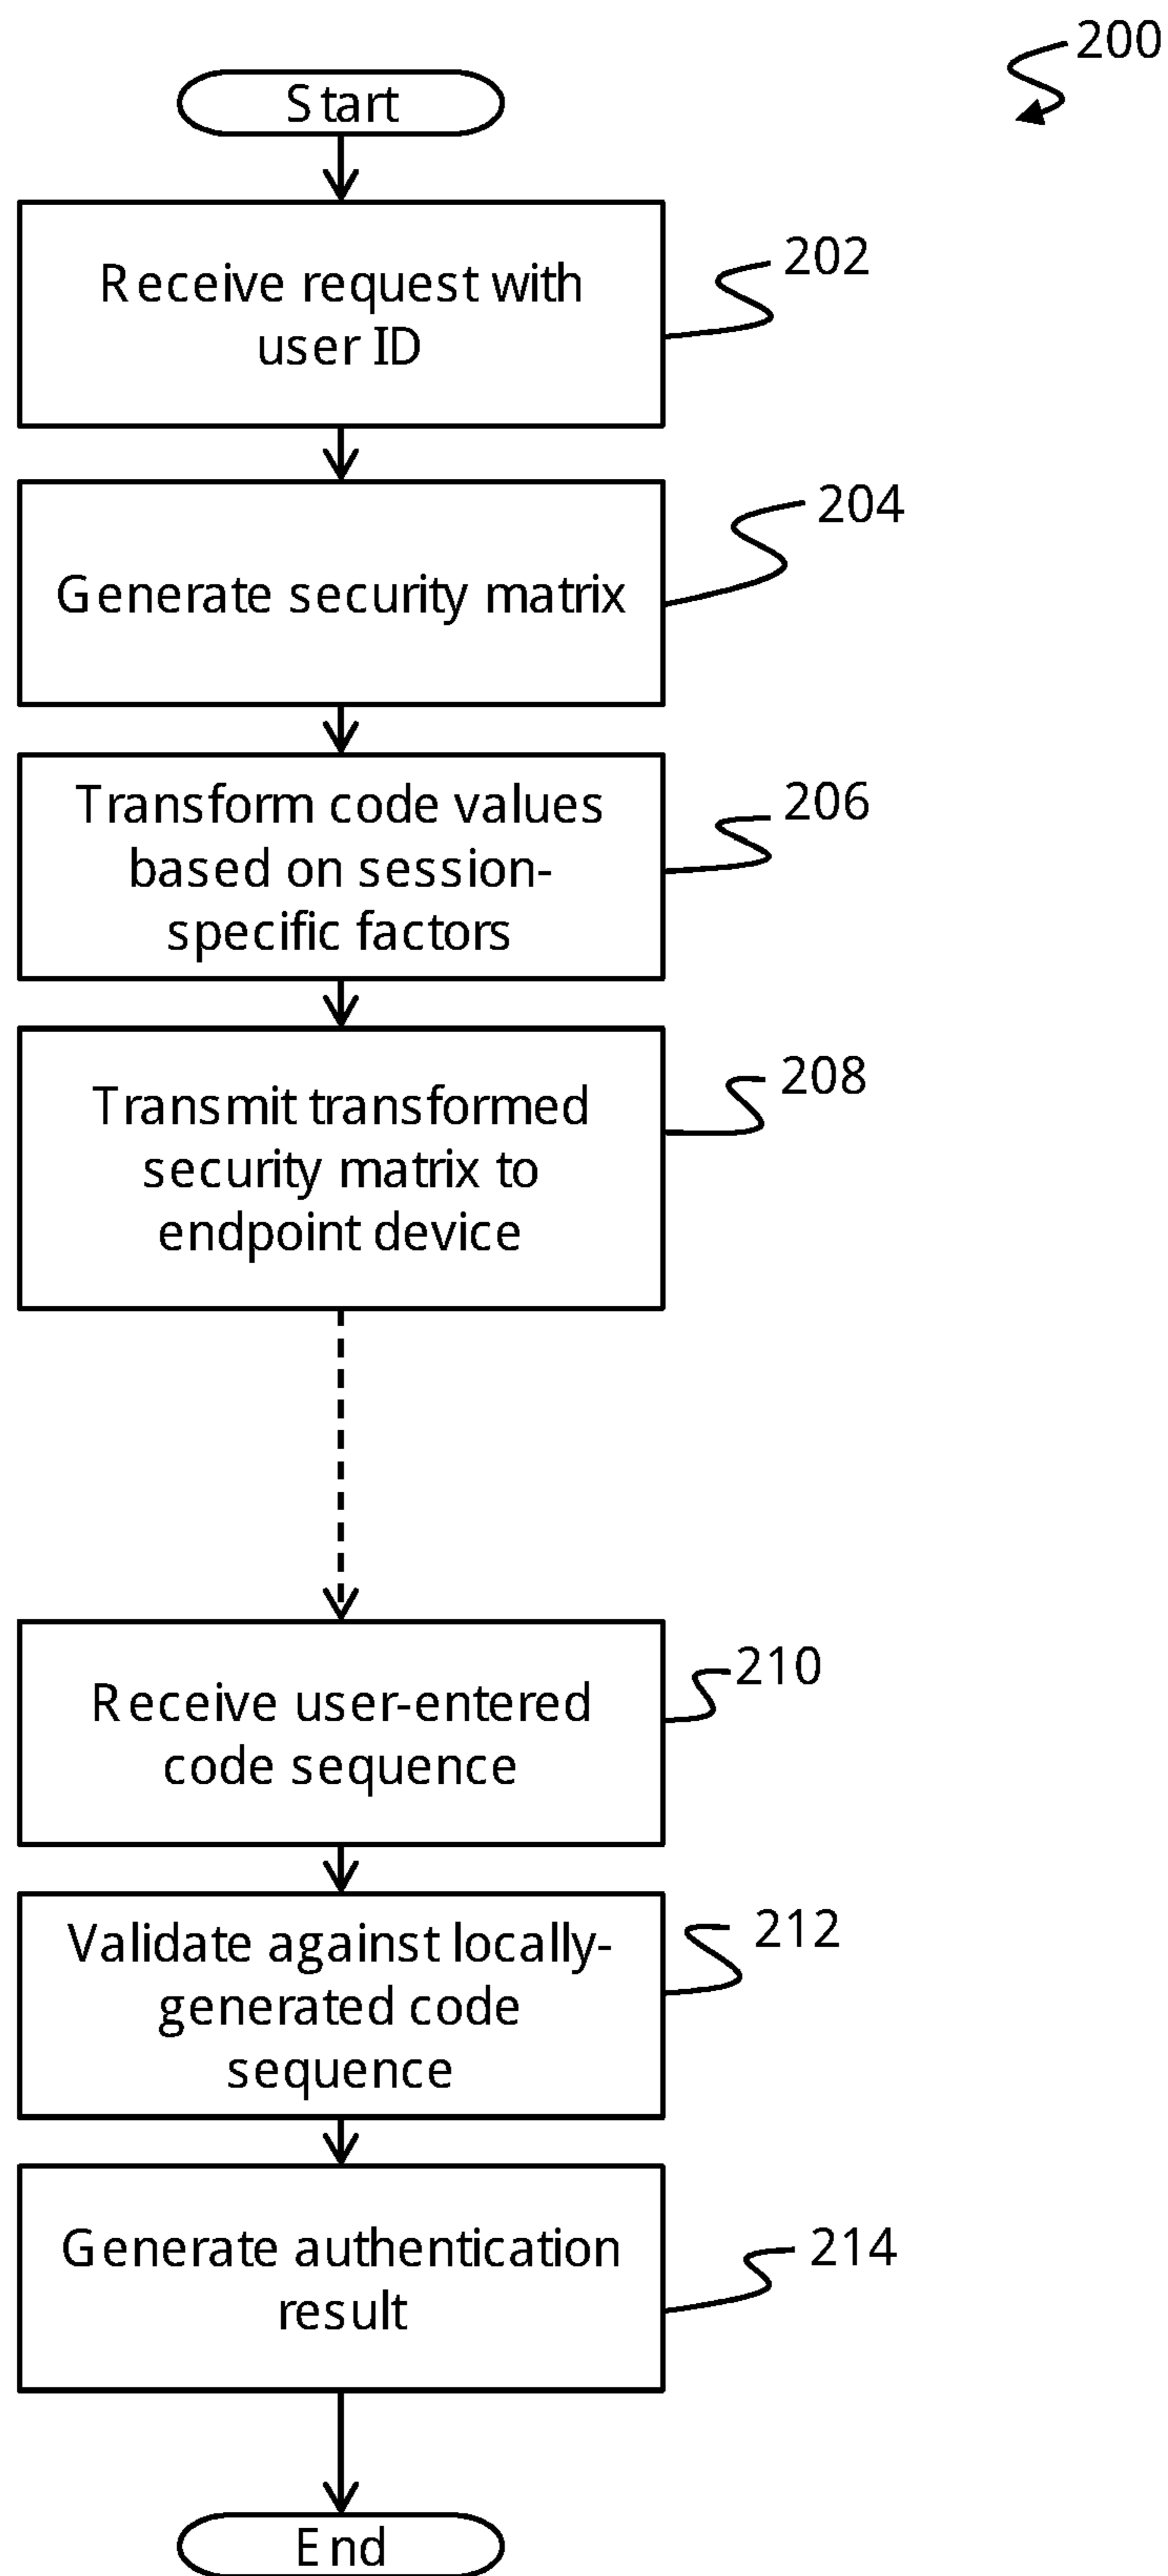 200
Start
Receive request with
user ID
202
Generate security matrix
204
Transform code values
based on session-
specific factors
206
Transmit transformed
security matrix to
endpoint device
208
Receive user-entered
code sequence
210
Validate against locally-
generated code
sequence
212
Generate authentication
result
214
End